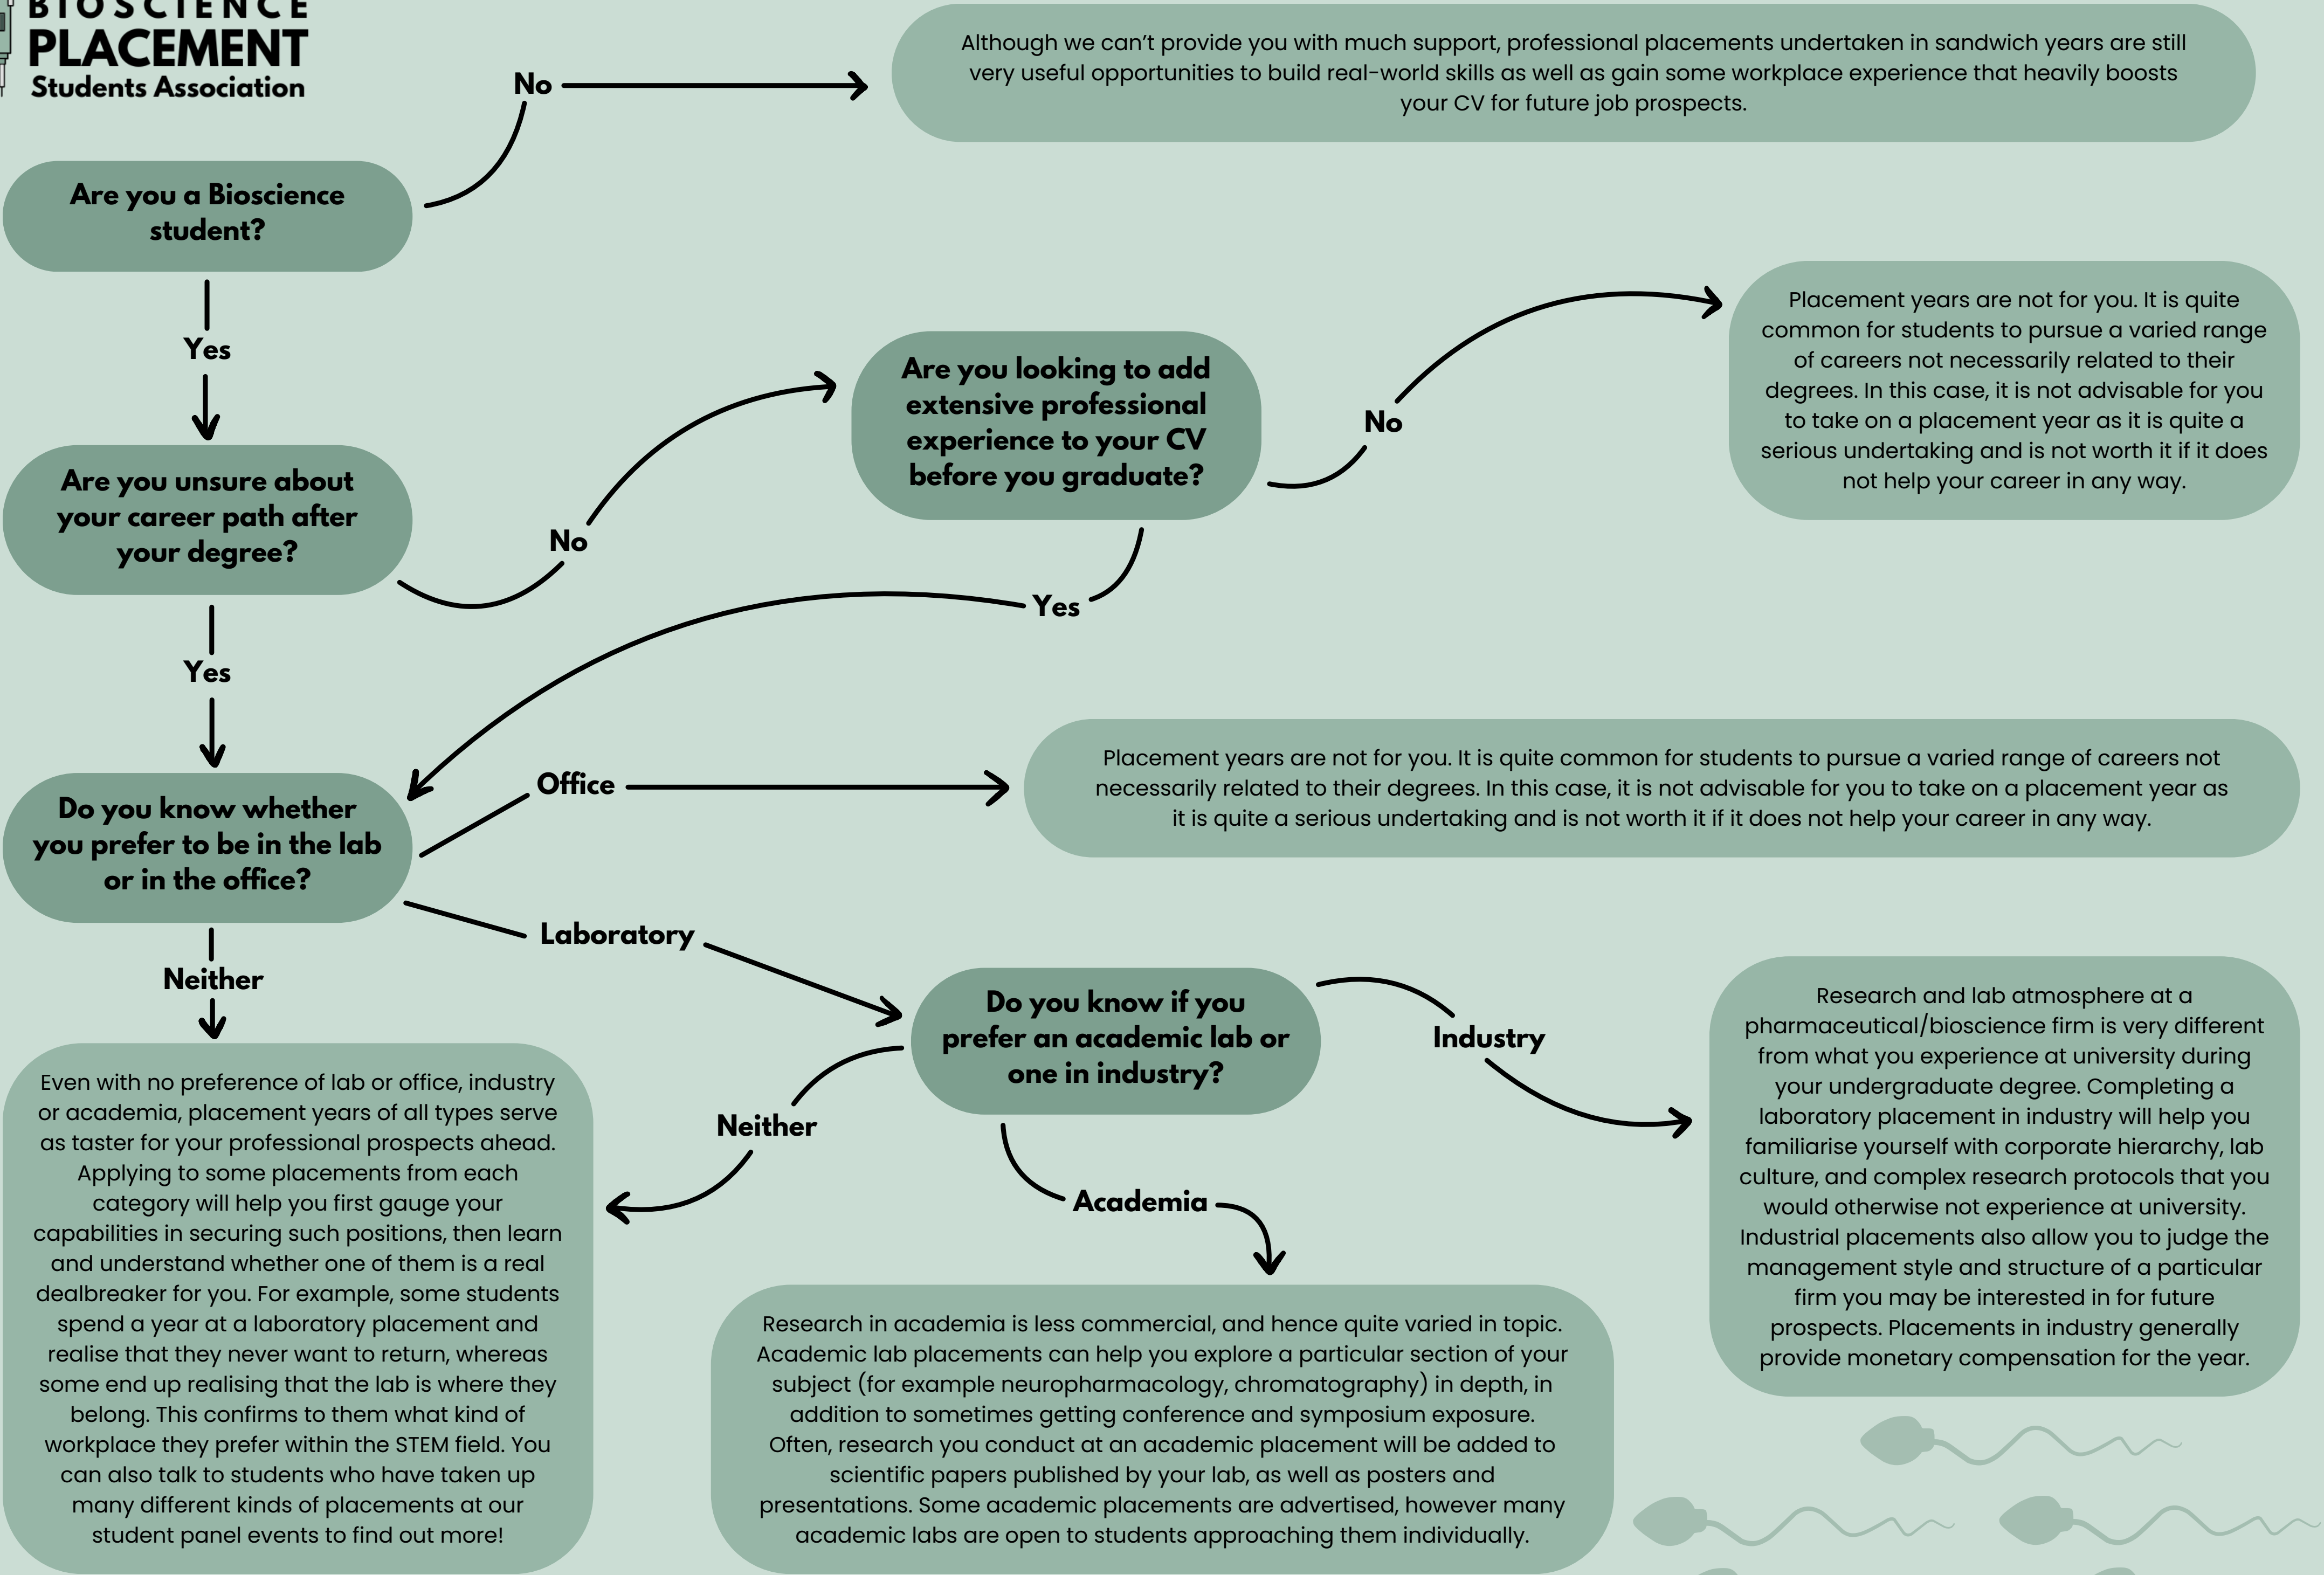 BIOSCIENCE
PLACEMENT
Students Association
No
Although we can't provide you with much support, professional placements undertaken in sandwich years are still
very useful opportunities to build real-world skills as well as gain some workplace experience that heavily boosts
your CV for future job prospects.
Are you a Bioscience
student?
Yes
Are you looking to add
extensive professional
experience to your CV
before you graduate?
No
Placement years are not for you. It is quite
common for students to pursue a varied range
of careers not necessarily related to their
degrees. In this case, it is not advisable for you
to take on a placement year as it is quite a
serious undertaking and is not worth it if it does
not help your career in any way.
Are you unsure about
your career path after
your degree?
No
Yes
Yes
Do you know whether
you prefer to be in the lab
or in the office?
Office
Placement years are not for you. It is quite common for students to pursue a varied range of careers not
necessarily related to their degrees. In this case, it is not advisable for you to take on a placement year as
it is quite a serious undertaking and is not worth it if it does not help your career in any way.
Laboratory
Neither
Do you know if you
prefer an academic lab or
one in industry?
Industry
Research and lab atmosphere at a
pharmaceutical/bioscience firm is very different
from what you experience at university during
your undergraduate degree. Completing a
laboratory placement in industry will help you
familiarise yourself with corporate hierarchy, lab
culture, and complex research protocols that you
would otherwise not experience at university.
Industrial placements also allow you to judge the
management style and structure of a particular
firm you may be interested in for future
prospects. Placements in industry generally
provide monetary compensation for the year.
Neither
Academia
Even with no preference of lab or office, industry
or academia, placement years of all types serve
as taster for your professional prospects ahead.
Applying to some placements from each
category will help you first gauge your
capabilities in securing such positions, then learn
and understand whether one of them is a real
dealbreaker for you. For example, some students
spend a year at a laboratory placement and
realise that they never want to return, whereas
some end up realising that the lab is where they
belong. This confirms to them what kind of
workplace they prefer within the STEM field. You
can also talk to students who have taken up
many different kinds of placements at our
student panel events to find out more!
Research in academia is less commercial, and hence quite varied in topic.
Academic lab placements can help you explore a particular section of your
subject (for example neuropharmacology, chromatography) in depth, in
addition to sometimes getting conference and symposium exposure.
Often, research you conduct at an academic placement will be added to
scientific papers published by your lab, as well as posters and
presentations. Some academic placements are advertised, however many
academic labs are open to students approaching them individually.